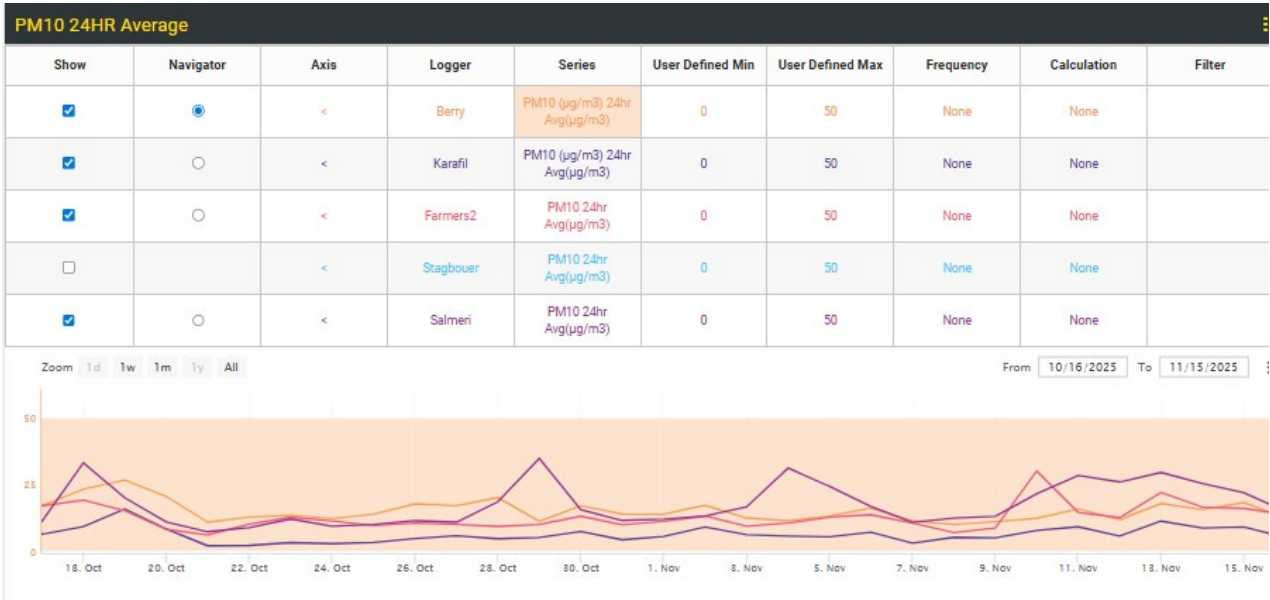 PM10 24HR Average
Show Navigator Axis Logger Series User Defined Min User Defined Max Frequency Calculation Filter
< Berry PM10 (µg/m3) 24hr Avg(µg/m3) 0 50 None None
< Karafil PM10 (µg/m3) 24hr Avg(µg/m3) 0 50 None None
< Farmers2 PM10 24hr Avg(µg/m3) 0 50 None None
< Stagbouer PM10 24hr Avg(µg/m3) 0 50 None None
< Salmeri PM10 24hr Avg(µg/m3) 0 50 None None
Zoom 1d 1w 1m 1y All From 10/16/2025 To 11/15/2025
50
25
0
18. Oct 20. Oct 22. Oct 24. Oct 26. Oct 28. Oct 30. Oct 1. Nov 3. Nov 5. Nov 7. Nov 9. Nov 11. Nov 13. Nov 15. Nov